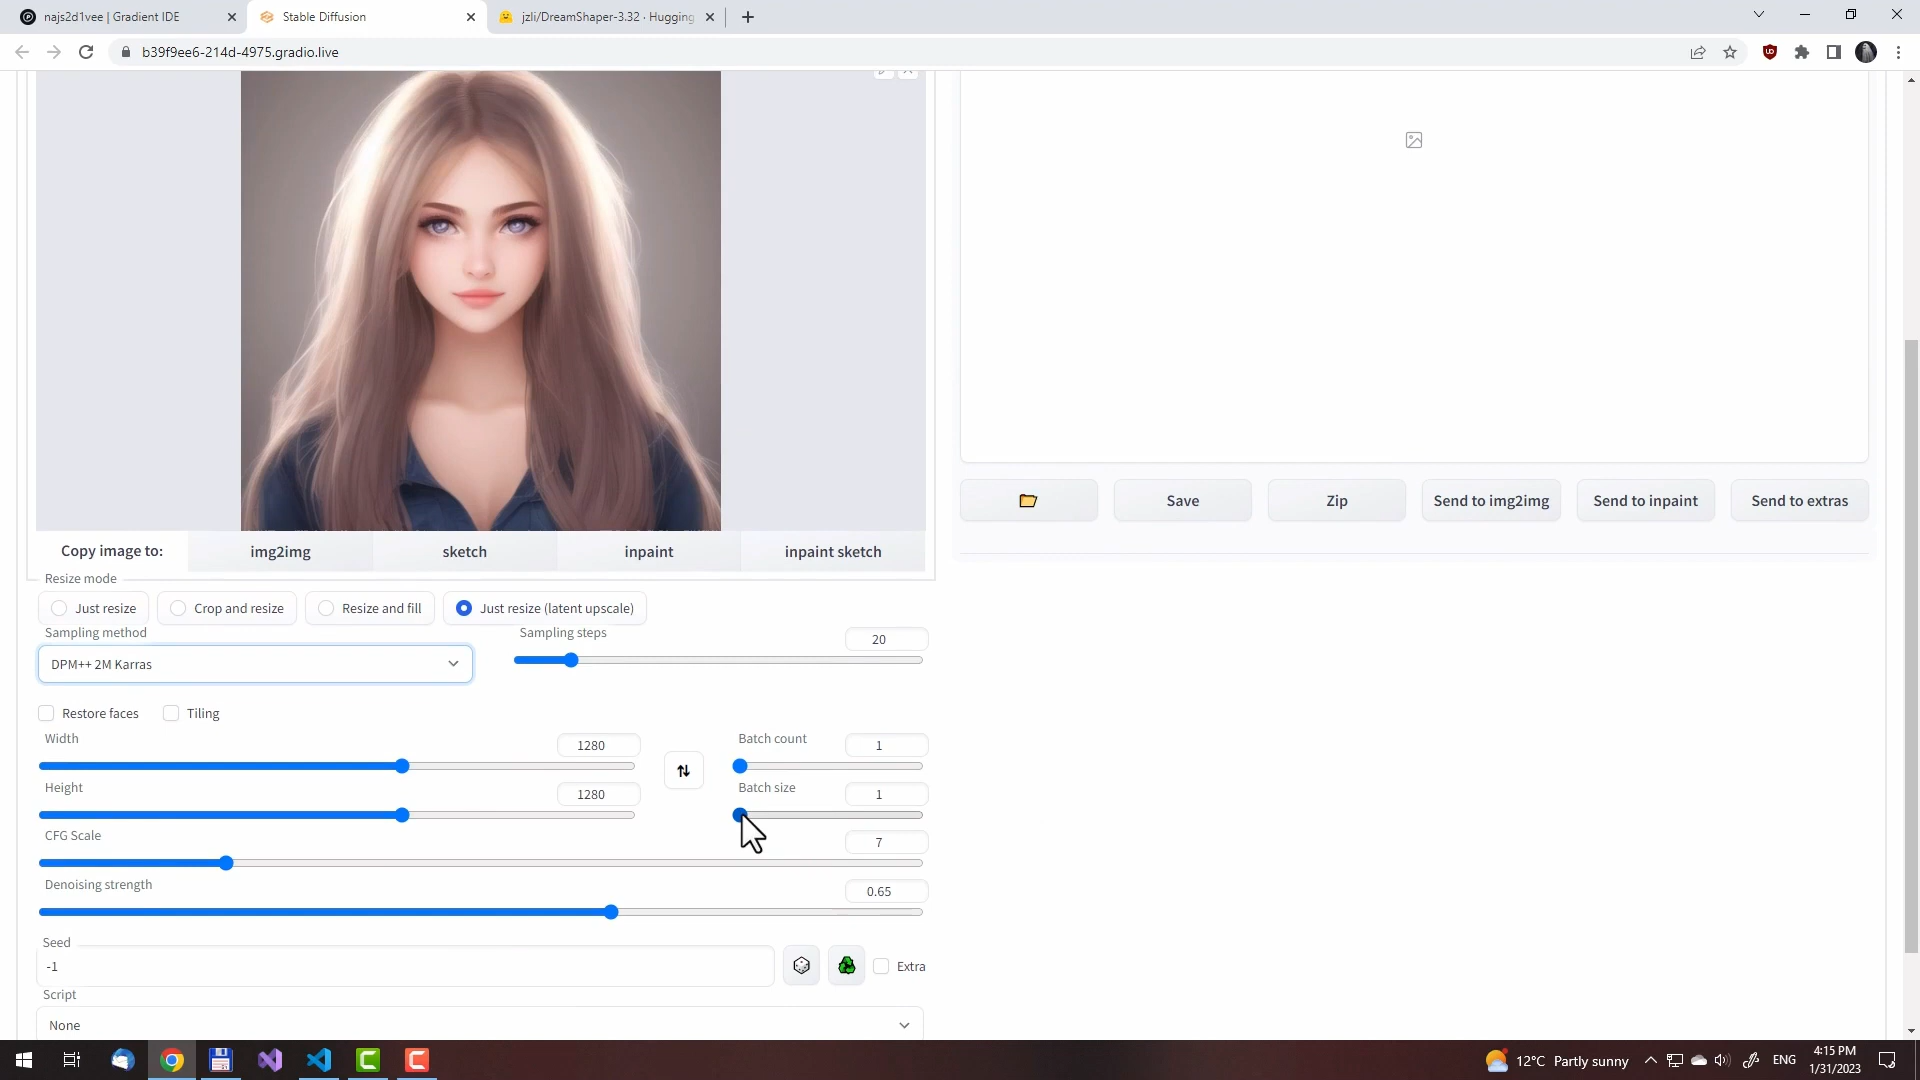 najs2d1vee | Gradient IDE
Stable Diffusion
jzli/DreamShaper-3.32 · Hugging
b39f9ee6-214d-4975.gradio.live
Copy image to:
img2img
sketch
inpaint
inpaint sketch
Save
Zip
Send to img2img
Send to inpaint
Send to extras
Resize mode
Just resize
Crop and resize
Resize and fill
Just resize (latent upscale)
Sampling method
DPM++ 2M Karras
Sampling steps
20
Restore faces
Tiling
Width
1280
Height
1280
Batch count
1
Batch size
1
CFG Scale
7
Denoising strength
0.65
Seed
-1
Extra
Script
None
12°C Partly sunny
ENG
4:15 PM
1/31/2023